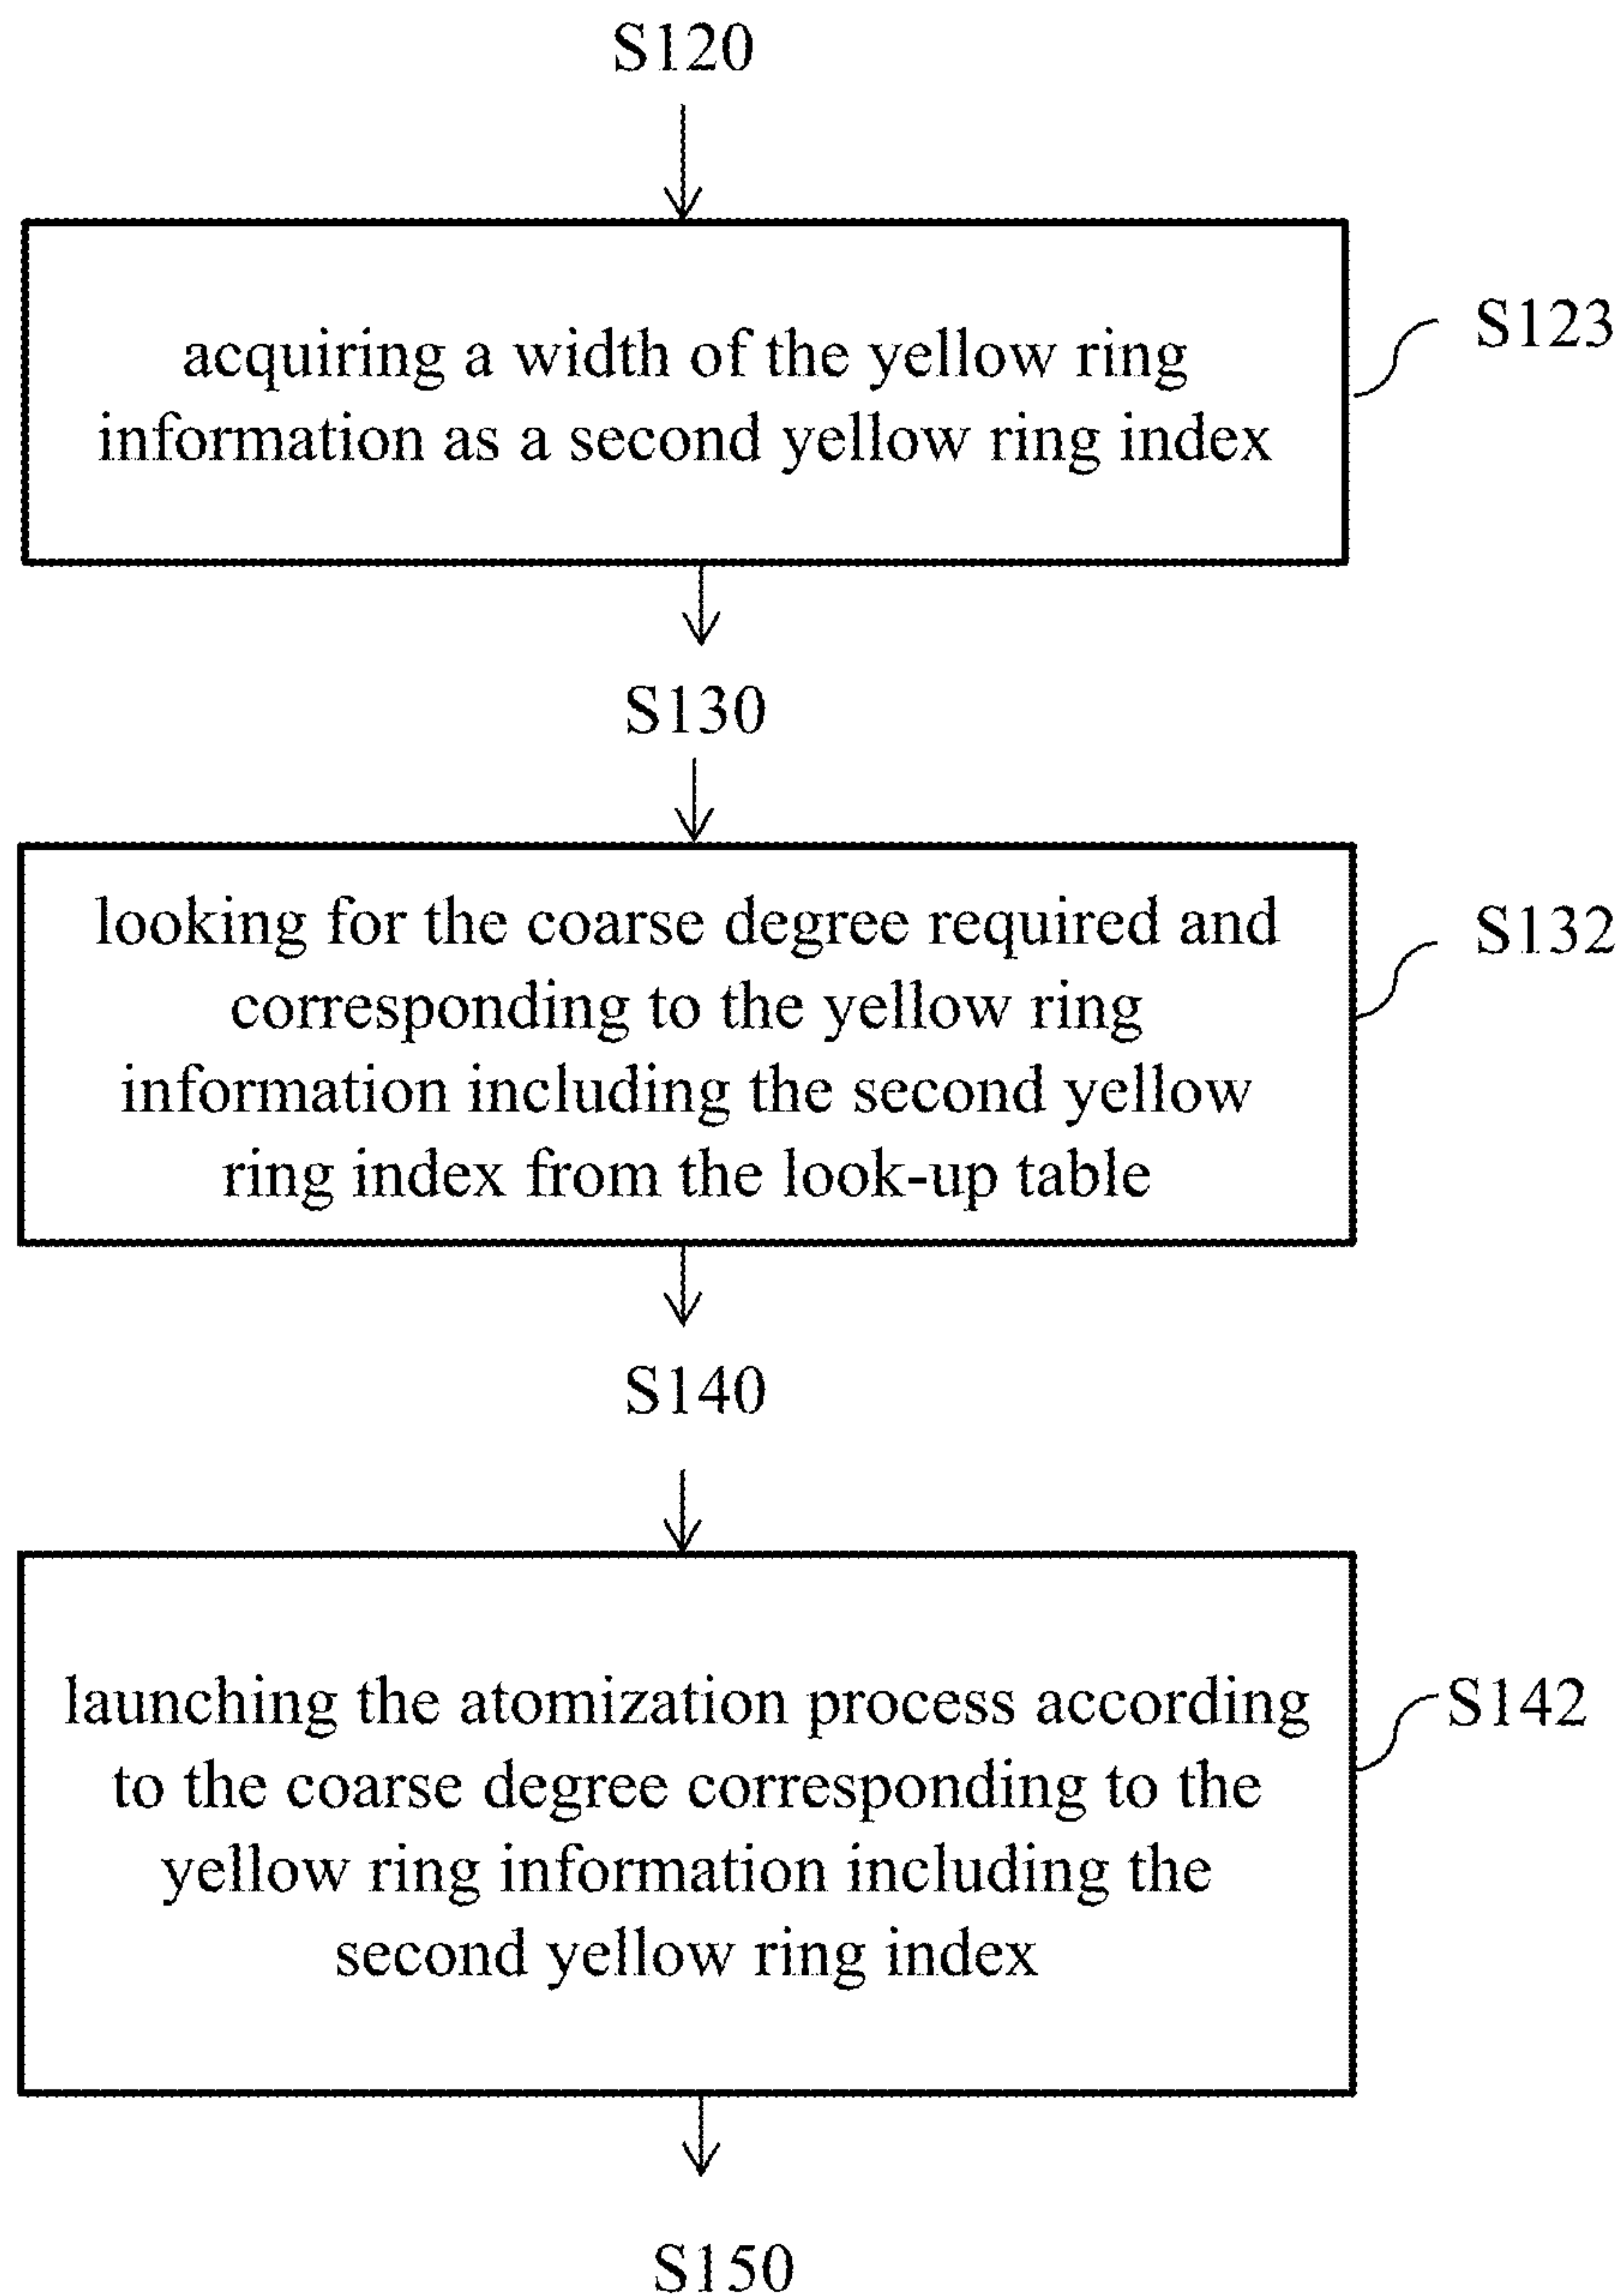 S120
acquiring a width of the yellow ring
information as a second yellow ring index
S123
S130
looking for the coarse degree required and
corresponding to the yellow ring
information including the second yellow
ring index from the look-up table
S132
S140
launching the atomization process according
to the coarse degree corresponding to the
yellow ring information including the
second yellow ring index
S142
S150